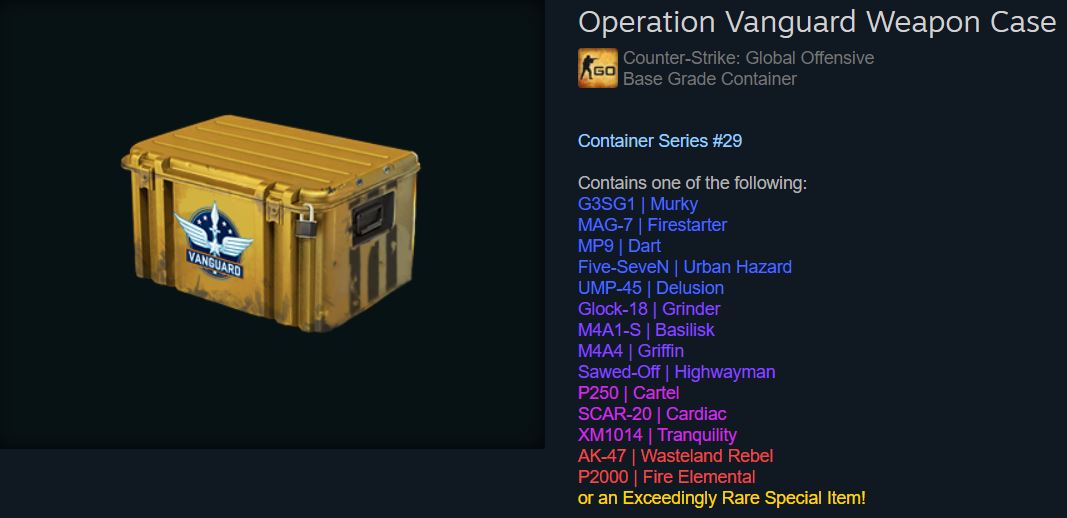 Operation Vanguard Weapon Case
GO
Counter-Strike: Global Offensive
Base Grade Container
Container Series #29
Contains one of the following:
G3SG1 | Murky
MAG-7 | Firestarter
MP9 | Dart
Five-SeveN | Urban Hazard
UMP-45 | Delusion
Glock-18 | Grinder
M4A1-S | Basilisk
M4A4 | Griffin
Sawed-Off | Highwayman
P250 | Cartel
SCAR-20 | Cardiac
XM1014 | Tranquility
AK-47 | Wasteland Rebel
P2000 | Fire Elemental
or an Exceedingly Rare Special Item!
VANGUARD